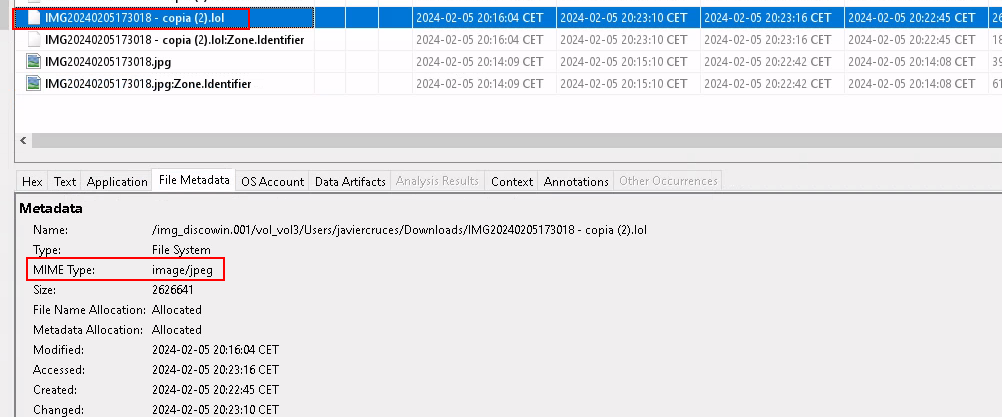 IMG20240205173018 - copia (2).lol 2024-02-05 20:16:04 CET 2024-02-05 20:23:10 CET 2024-02-05 20:23:16 CET 2024-02-05 20:22:45 CET
IMG20240205173018 - copia (2).lol:Zone.Identifier 2024-02-05 20:16:04 CET 2024-02-05 20:23:10 CET 2024-02-05 20:23:16 CET 2024-02-05 20:22:45 CET
IMG20240205173018.jpg 2024-02-05 20:14:09 CET 2024-02-05 20:15:10 CET 2024-02-05 20:22:42 CET 2024-02-05 20:14:08 CET
IMG20240205173018.jpg:Zone.Identifier 2024-02-05 20:14:09 CET 2024-02-05 20:15:10 CET 2024-02-05 20:22:42 CET 2024-02-05 20:14:08 CET
Hex Text Application File Metadata OS Account Data Artifacts Analysis Results Context Annotations Other Occurrences
Metadata
Name: /img_discowin.001/vol_vol3/Users/javiercruces/Downloads/IMG20240205173018 - copia (2).lol
Type: File System
MIME Type: image/jpeg
Size: 2626641
File Name Allocation: Allocated
Metadata Allocation: Allocated
Modified: 2024-02-05 20:16:04 CET
Accessed: 2024-02-05 20:23:16 CET
Created: 2024-02-05 20:22:45 CET
Changed: 2024-02-05 20:23:10 CET